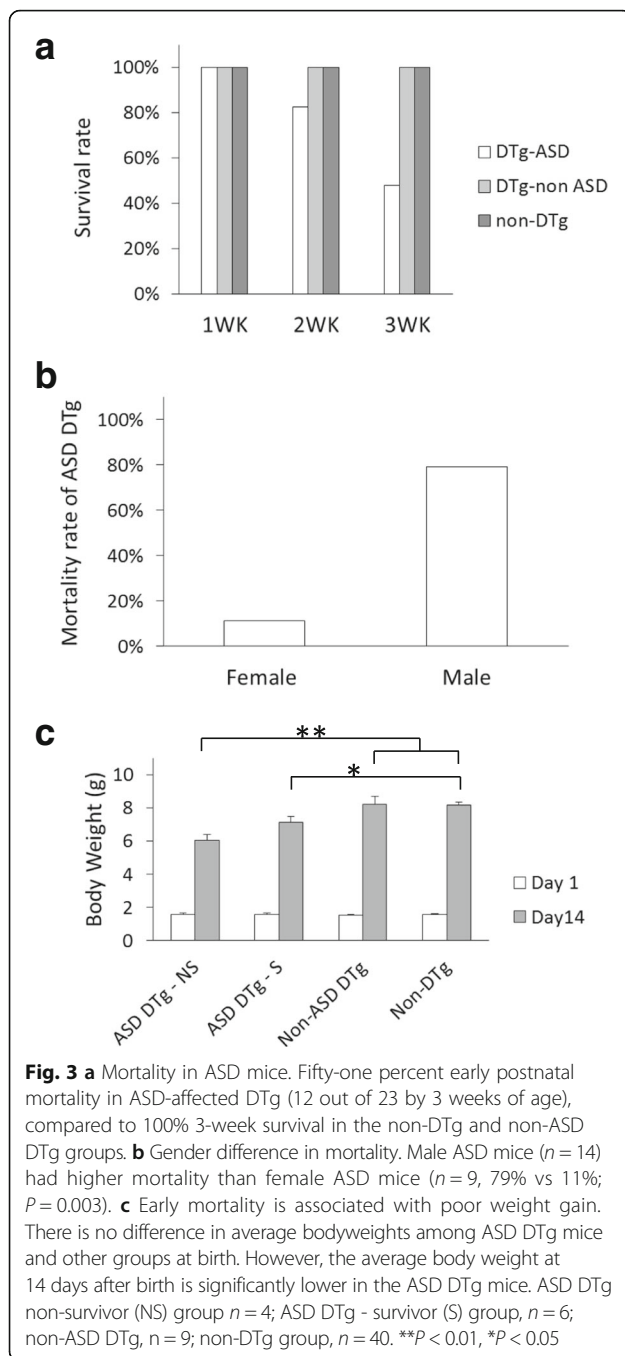 a
100%
80%
60%
40%
20%
0%
Survival rate
1WK 2WK 3WK
DTg-ASD
DTg-non ASD
non-DTg
b
100%
80%
60%
40%
20%
0%
Mortality rate of ASD DTg
Female Male
c
**
*
10
8
6
4
2
0
Body Weight (g)
Day 1
Day14
ASD DTg - NS
ASD DTg - S
Non-ASD DTg
Non-DTg
Fig. 3 a Mortality in ASD mice. Fifty-one percent early postnatal
mortality in ASD-affected DTg (12 out of 23 by 3 weeks of age),
compared to 100% 3-week survival in the non-DTg and non-ASD
DTg groups. b Gender difference in mortality. Male ASD mice (n = 14)
had higher mortality than female ASD mice (n = 9, 79% vs 11%;
P = 0.003). c Early mortality is associated with poor weight gain.
There is no difference in average bodyweights among ASD DTg mice
and other groups at birth. However, the average body weight at
14 days after birth is significantly lower in the ASD DTg mice. ASD DTg
non-survivor (NS) group n = 4; ASD DTg - survivor (S) group, n = 6;
non-ASD DTg, n = 9; non-DTg group, n = 40. **P < 0.01, *P < 0.05